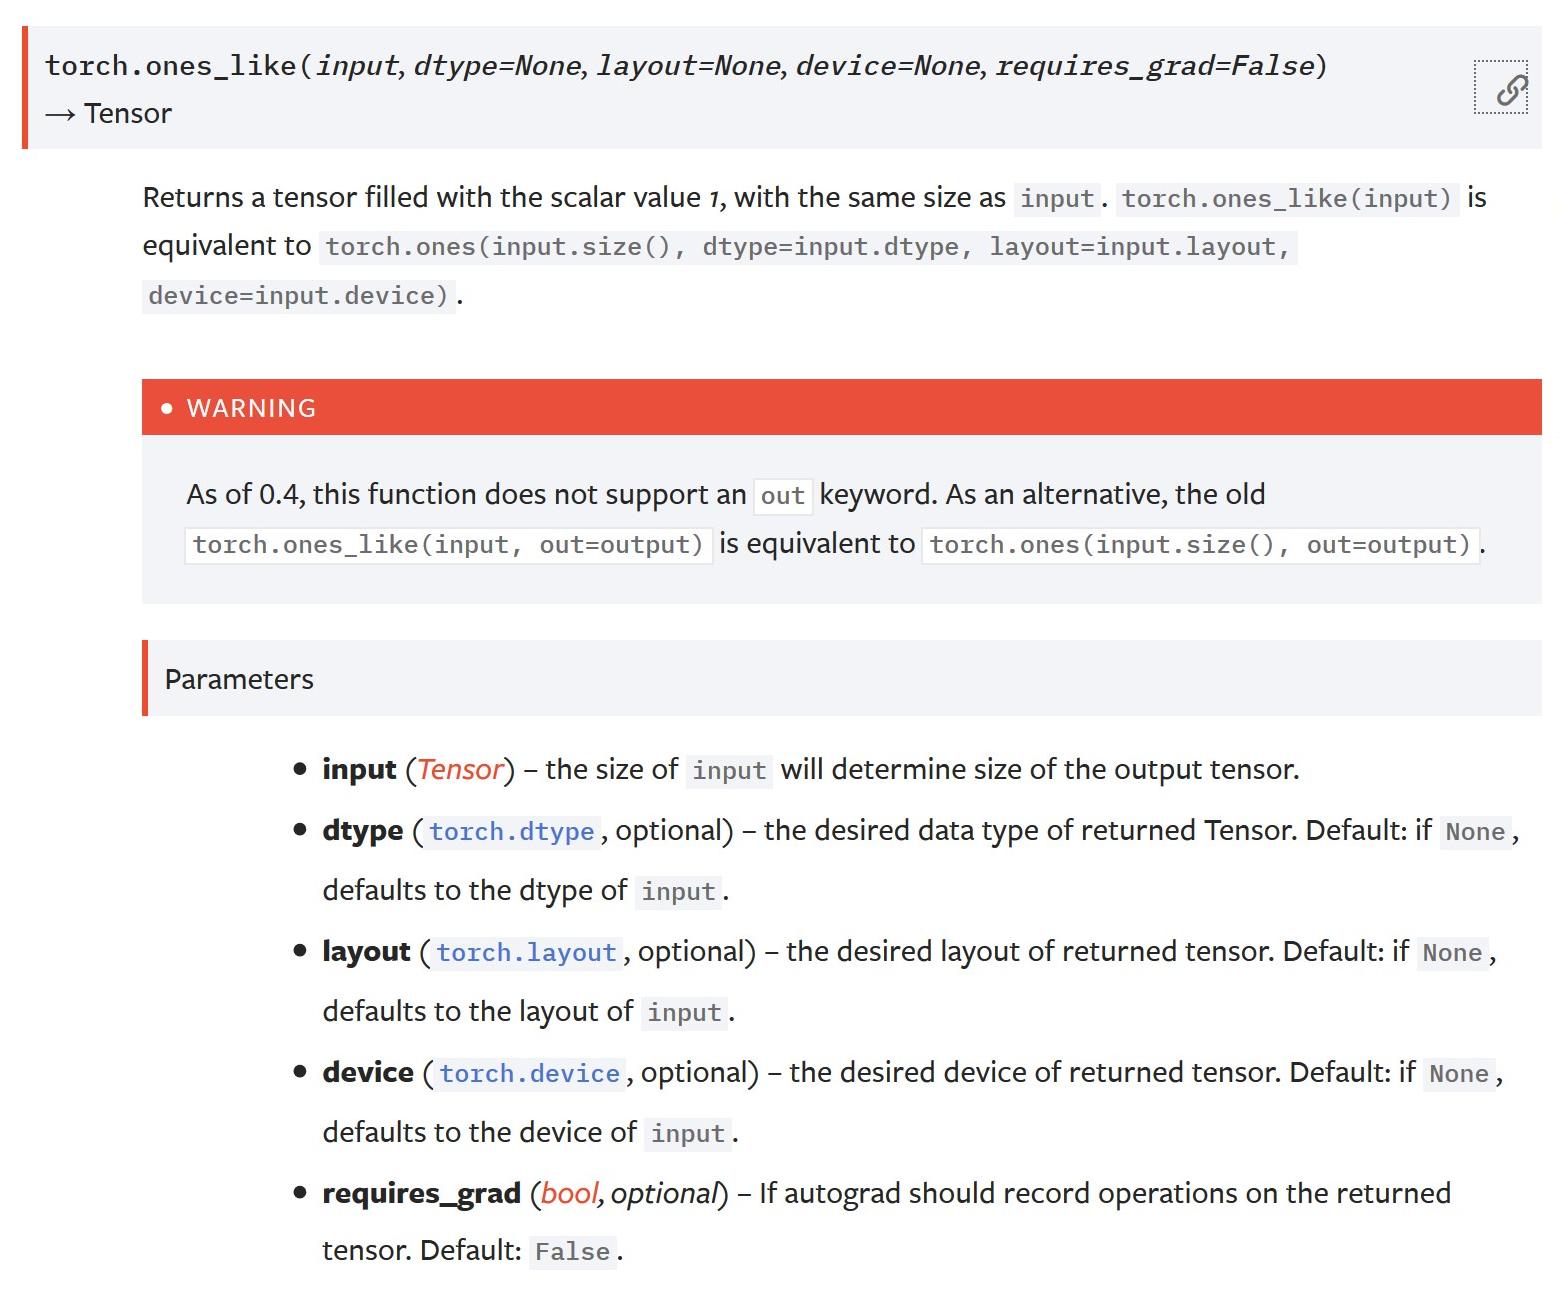 torch.ones_like(input, dtype=None, layout=None, device=None, requires_grad=False)
→ Tensor
Returns a tensor filled with the scalar value 1, with the same size as input. torch.ones_like(input) is
equivalent to torch.ones(input.size(), dtype=input.dtype, layout=input.layout,
device=input.device).
WARNING
As of 0.4, this function does not support an out keyword. As an alternative, the old
torch.ones_like(input, out=output) is equivalent to torch.ones(input.size(), out=output).
Parameters
• input (Tensor) – the size of input will determine size of the output tensor.
• dtype (torch.dtype, optional) – the desired data type of returned Tensor. Default: if None,
defaults to the dtype of input.
• layout (torch.layout, optional) – the desired layout of returned tensor. Default: if None,
defaults to the layout of input.
• device (torch.device, optional) – the desired device of returned tensor. Default: if None,
defaults to the device of input.
• requires_grad (bool, optional) – If autograd should record operations on the returned
tensor. Default: False.